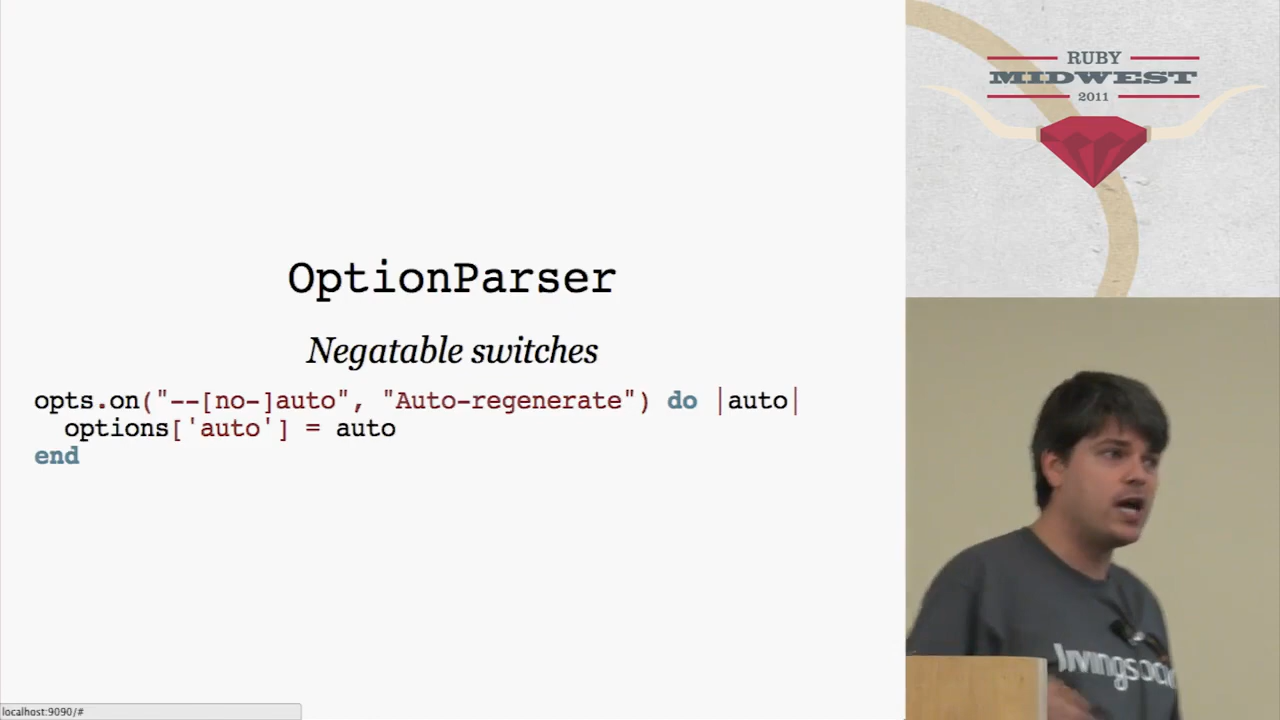 OptionParser
Negatable switches
opts.on("--[no-]auto", "Auto-regenerate") do |auto|
  options['auto'] = auto
end
localhost:9090/#
RUBY
MIDWEST
2011